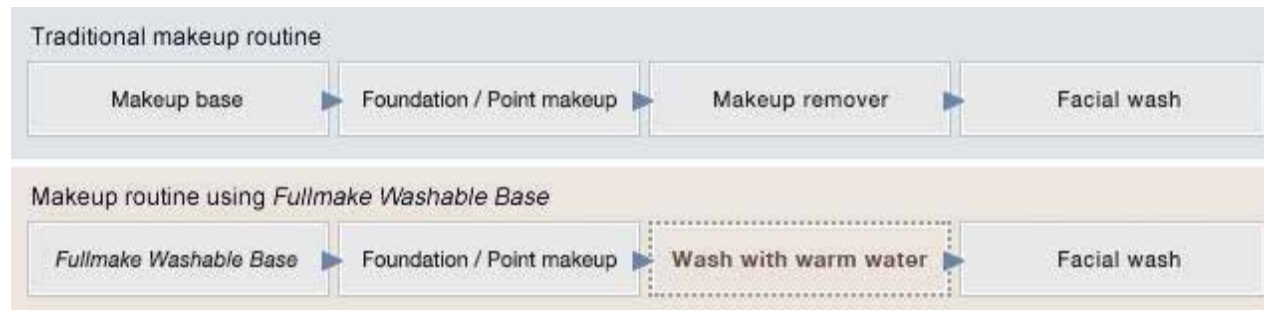 Traditional makeup routine
Makeup base
Foundation / Point makeup
Makeup remover
Facial wash
Makeup routine using Fullmake Washable Base
Fullmake Washable Base
Foundation / Point makeup
Wash with warm water
Facial wash